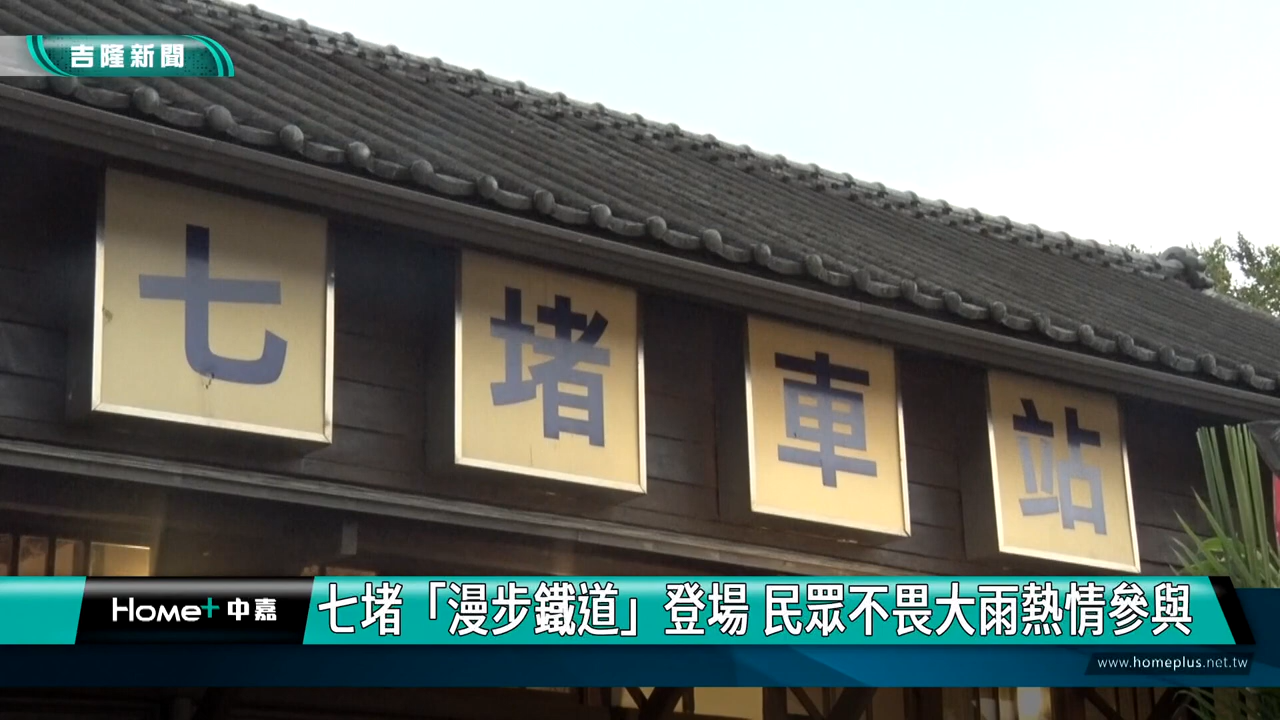 吉隆新聞
七堵車站
Home+中嘉
七堵「漫步鐵道」登場 民眾不畏大雨熱情參與
www.homeplus.net.tw